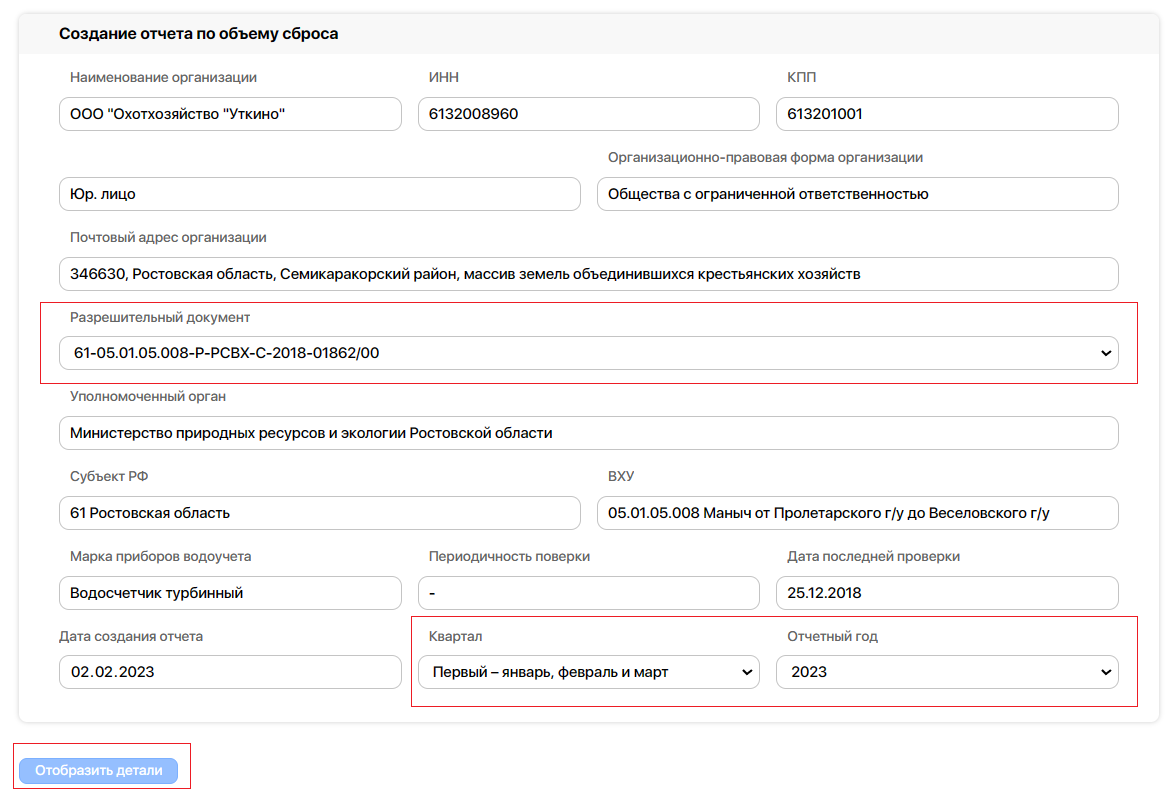 Создание отчета по объему сброса
Наименование организации ИНН КПП
ООО "Охотхозяйство "Уткино" 6132008960 613201001
Организационно-правовая форма организации
Юр. лицо Общества с ограниченной ответственностью
Почтовый адрес организации
346630, Ростовская область, Семикаракорский район, массив земель объединившихся крестьянских хозяйств
Разрешительный документ
61-05.01.05.008-Р-РСВХ-С-2018-01862/00
Уполномоченный орган
Министерство природных ресурсов и экологии Ростовской области
Субъект РФ ВХУ
61 Ростовская область 05.01.05.008 Маныч от Пролетарского г/у до Веселовского г/у
Марка приборов водоучета Периодичность поверки Дата последней проверки
Водосчетчик турбинный - 25.12.2018
Дата создания отчета Квартал Отчетный год
02.02.2023 Первый – январь, февраль и март 2023
Отобразить детали